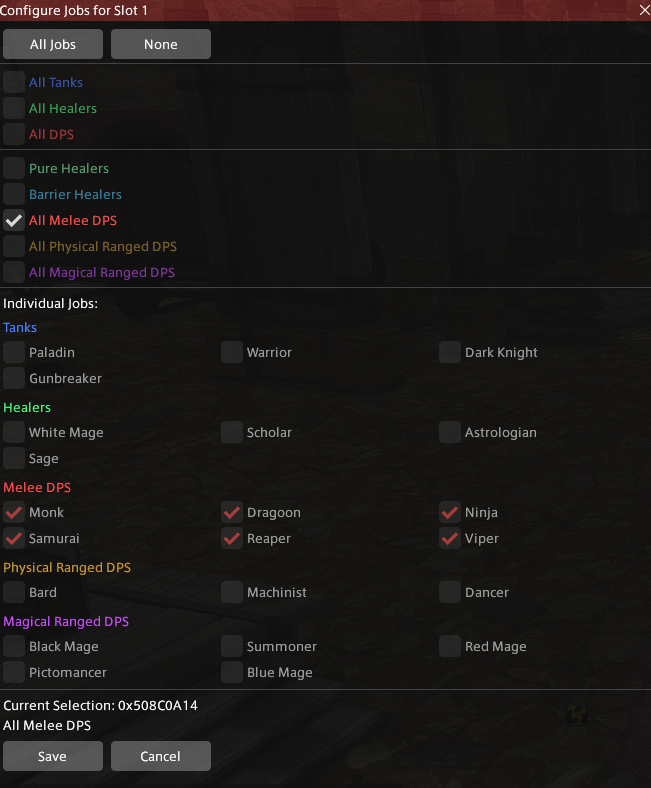 Configure Jobs for Slot 1
All Jobs None
All Tanks
All Healers
All DPS
Pure Healers
Barrier Healers
All Melee DPS
All Physical Ranged DPS
All Magical Ranged DPS
Individual Jobs:
Tanks
Paladin Warrior Dark Knight
Gunbreaker
Healers
White Mage Scholar Astrologian
Sage
Melee DPS
Monk Dragoon Ninja
Samurai Reaper Viper
Physical Ranged DPS
Bard Machinist Dancer
Magical Ranged DPS
Black Mage Summoner Red Mage
Pictomancer Blue Mage
Current Selection: 0x508C0A14
All Melee DPS
Save Cancel